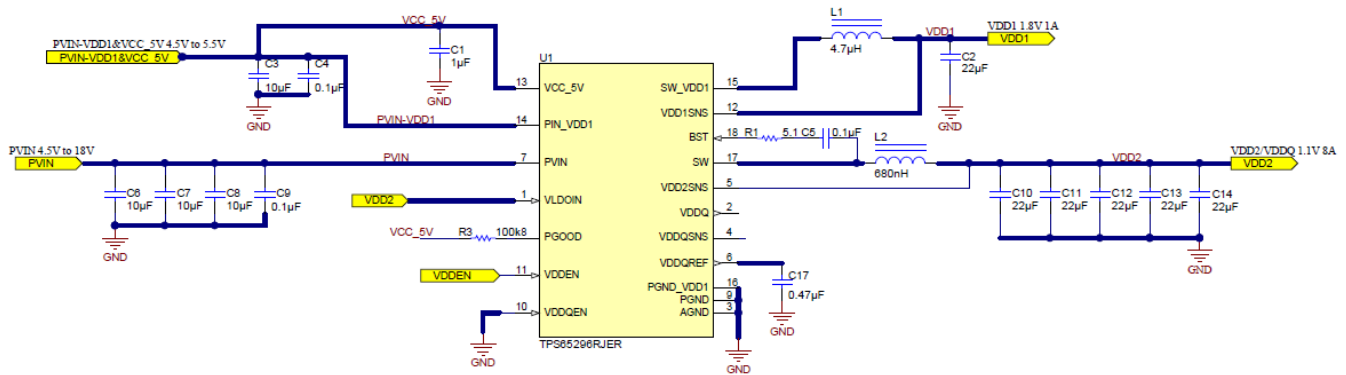 PVIN-VDD1&VCC_5V 4.5V to 5.5V
PVIN-VDD1&VCC_5V
VCC_5V
C1
1µF
GND
C3
10µF
C4
0.1µF
GND
PVIN-VDD1
PVIN 4.5V to 18V
PVIN
PVIN
C6
10µF
C7
10µF
C8
10µF
C9
0.1µF
GND
VDD2
VCC_5V
R3
100k
VDDEN
GND
U1
13
VCC_5V
14
PIN_VDD1
7
PVIN
1
VLDOIN
8
PGOOD
11
VDDEN
10
VDDQEN
SW_VDD1
15
VDD1SNS
12
BST
18
SW
17
VDD2SNS
5
VDDQ
2
VDDQSNS
4
VDDQREF
6
PGND_VDD1
16
PGND
9
AGND
3
TPS65296RJER
GND
L1
4.7µH
VDD1
VDD1 1.8V 1A
VDD1
C2
22µF
GND
R1
5.1
C5
0.1µF
L2
680nH
VDD2
VDD2/VDDQ 1.1V 8A
VDD2
C10
22µF
C11
22µF
C12
22µF
C13
22µF
C14
22µF
GND
C17
0.47µF
GND